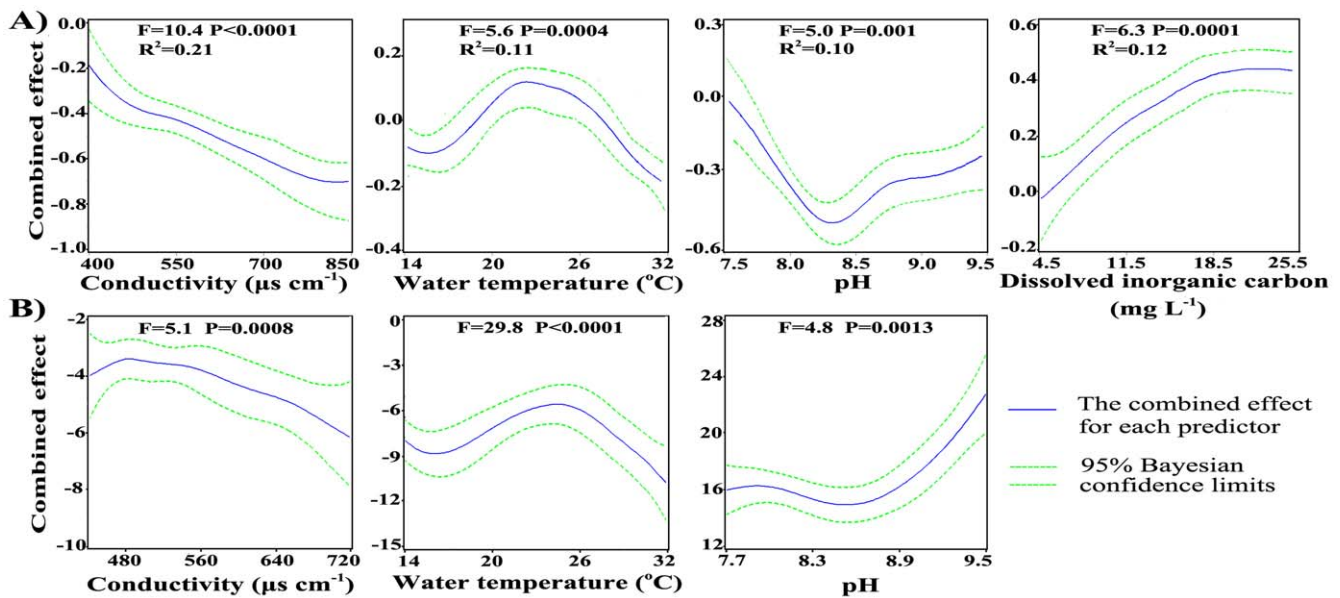 A)
F=10.4 P<0.0001
R²=0.21
0.0
-0.2
-0.4
-0.6
-0.8
-1.0
Combined effect
400 550 700 850
Conductivity (µs cm⁻¹)
F=5.6 P=0.0004
R²=0.11
0.2
0.0
-0.2
-0.4
14 20 26 32
Water temperature (°C)
F=5.0 P=0.001
R²=0.10
0.3
0.0
-0.3
-0.6
7.5 8.0 8.5 9.0 9.5
pH
F=6.3 P=0.0001
R²=0.12
0.6
0.4
0.2
0.0
-0.2
4.5 11.5 18.5 25.5
Dissolved inorganic carbon
(mg L⁻¹)
B)
F=5.1 P=0.0008
-2
-4
-6
-8
-10
Combined effect
480 560 640 720
Conductivity (µs cm⁻¹)
F=29.8 P<0.0001
0
-3
-6
-9
-12
-15
14 20 26 32
Water temperature (°C)
F=4.8 P=0.0013
28
24
20
16
12
7.7 8.3 8.9 9.5
pH
The combined effect
for each predictor
95% Bayesian
confidence limits